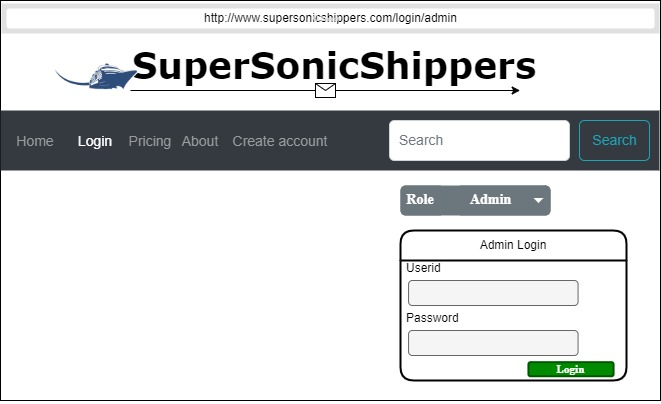 http://www.supersonicshippers.com/login/admin
SuperSonicShippers
Home Login Pricing About Create account Search Search
Role Admin
Admin Login
Userid
Password
Login